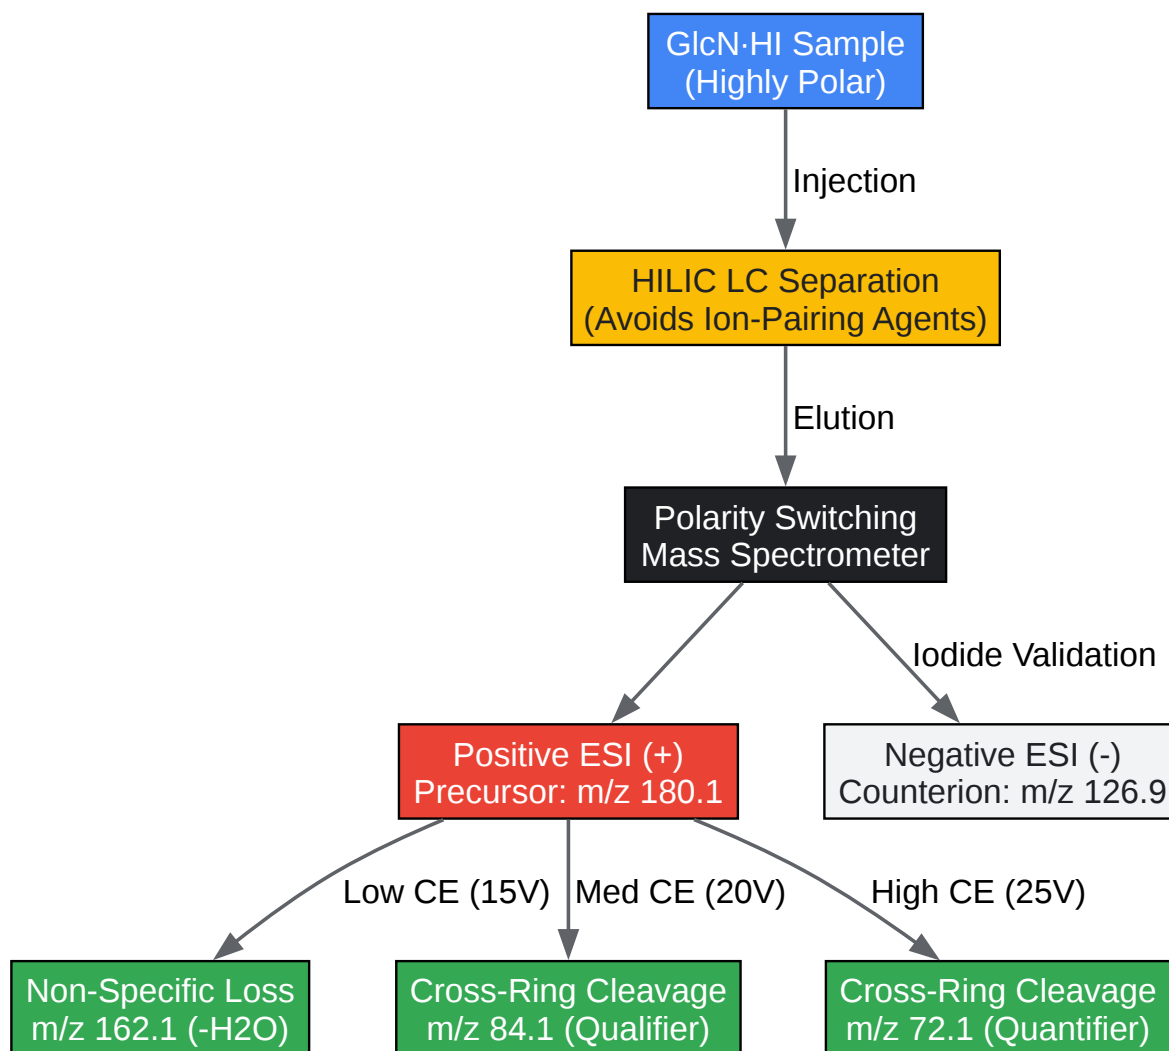 GlcN·HI Sample
(Highly Polar)
Injection
HILIC LC Separation
(Avoids Ion-Pairing Agents)
Elution
Polarity Switching
Mass Spectrometer
Iodide Validation
Positive ESI (+)
Precursor: m/z 180.1
Negative ESI (-)
Counterion: m/z 126.9
Low CE (15V)
Med CE (20V)
High CE (25V)
Non-Specific Loss
m/z 162.1 (-H2O)
Cross-Ring Cleavage
m/z 84.1 (Qualifier)
Cross-Ring Cleavage
m/z 72.1 (Quantifier)